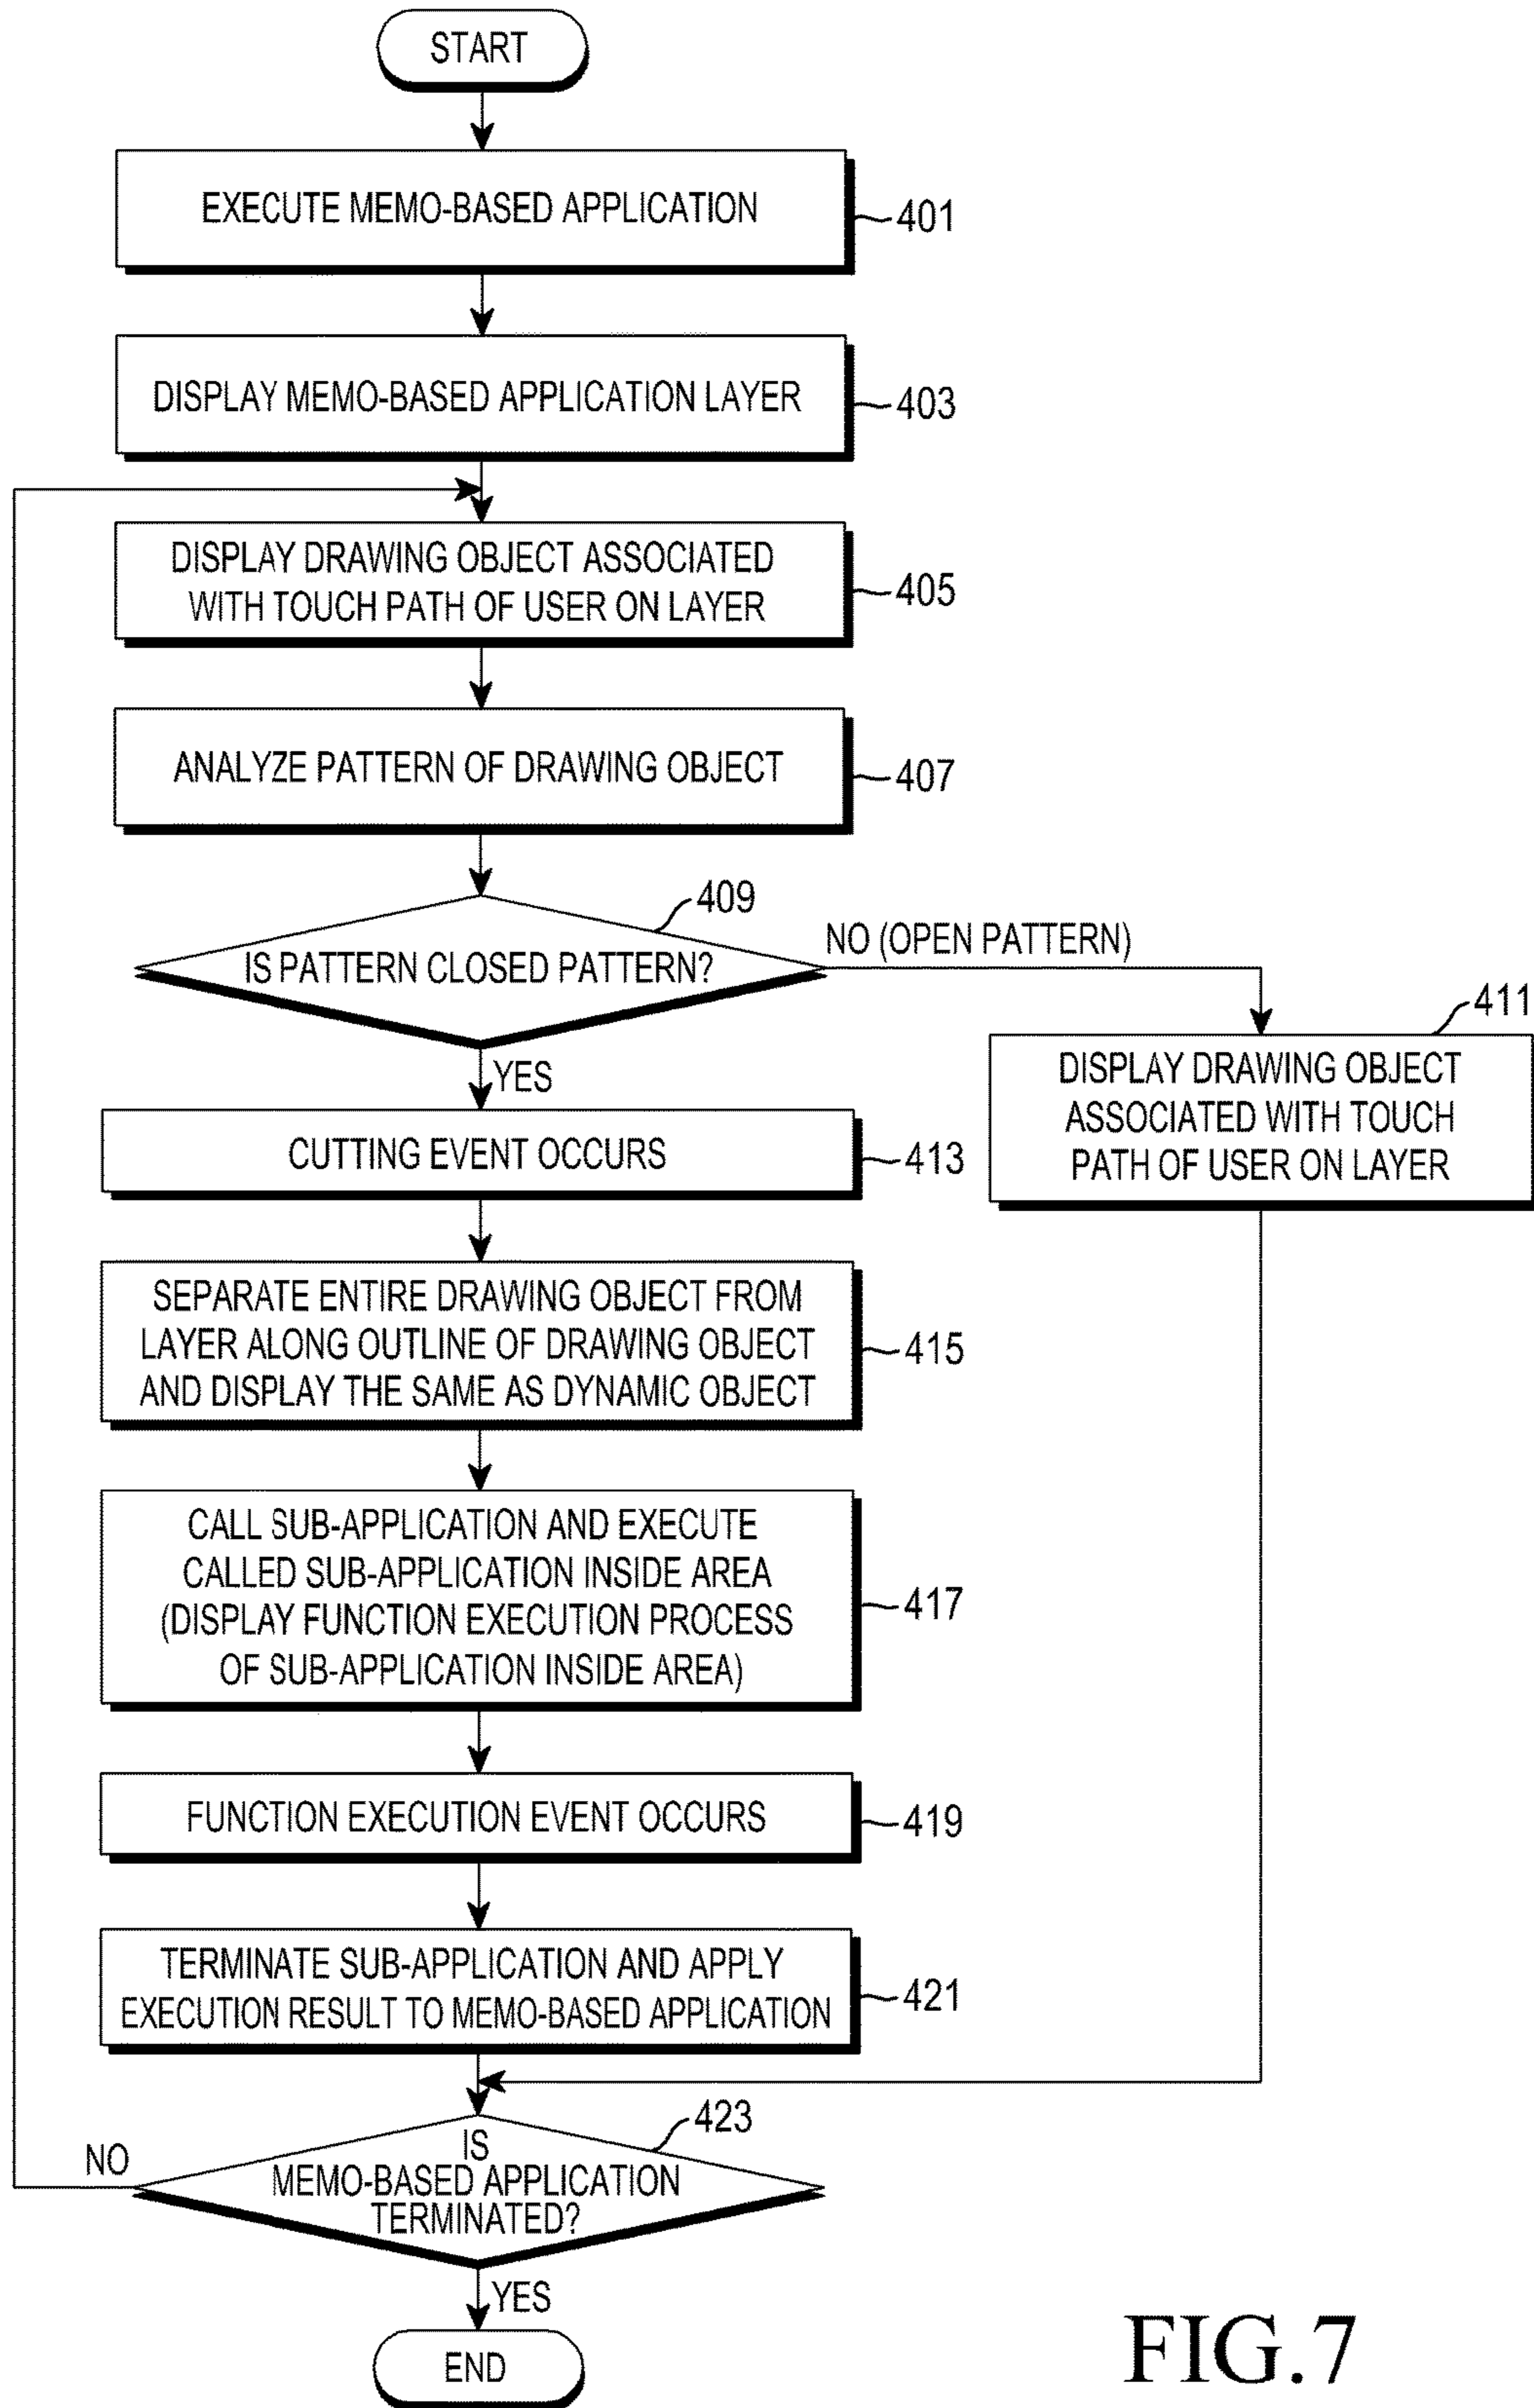 START
EXECUTE MEMO-BASED APPLICATION
401
DISPLAY MEMO-BASED APPLICATION LAYER
403
DISPLAY DRAWING OBJECT ASSOCIATED
WITH TOUCH PATH OF USER ON LAYER
405
ANALYZE PATTERN OF DRAWING OBJECT
407
409
IS PATTERN CLOSED PATTERN?
NO (OPEN PATTERN)
411
DISPLAY DRAWING OBJECT
ASSOCIATED WITH TOUCH
PATH OF USER ON LAYER
YES
CUTTING EVENT OCCURS
413
SEPARATE ENTIRE DRAWING OBJECT FROM
LAYER ALONG OUTLINE OF DRAWING OBJECT
AND DISPLAY THE SAME AS DYNAMIC OBJECT
415
CALL SUB-APPLICATION AND EXECUTE
CALLED SUB-APPLICATION INSIDE AREA
(DISPLAY FUNCTION EXECUTION PROCESS
OF SUB-APPLICATION INSIDE AREA)
417
FUNCTION EXECUTION EVENT OCCURS
419
TERMINATE SUB-APPLICATION AND APPLY
EXECUTION RESULT TO MEMO-BASED APPLICATION
421
423
IS
MEMO-BASED APPLICATION
TERMINATED?
NO
YES
END
FIG.7